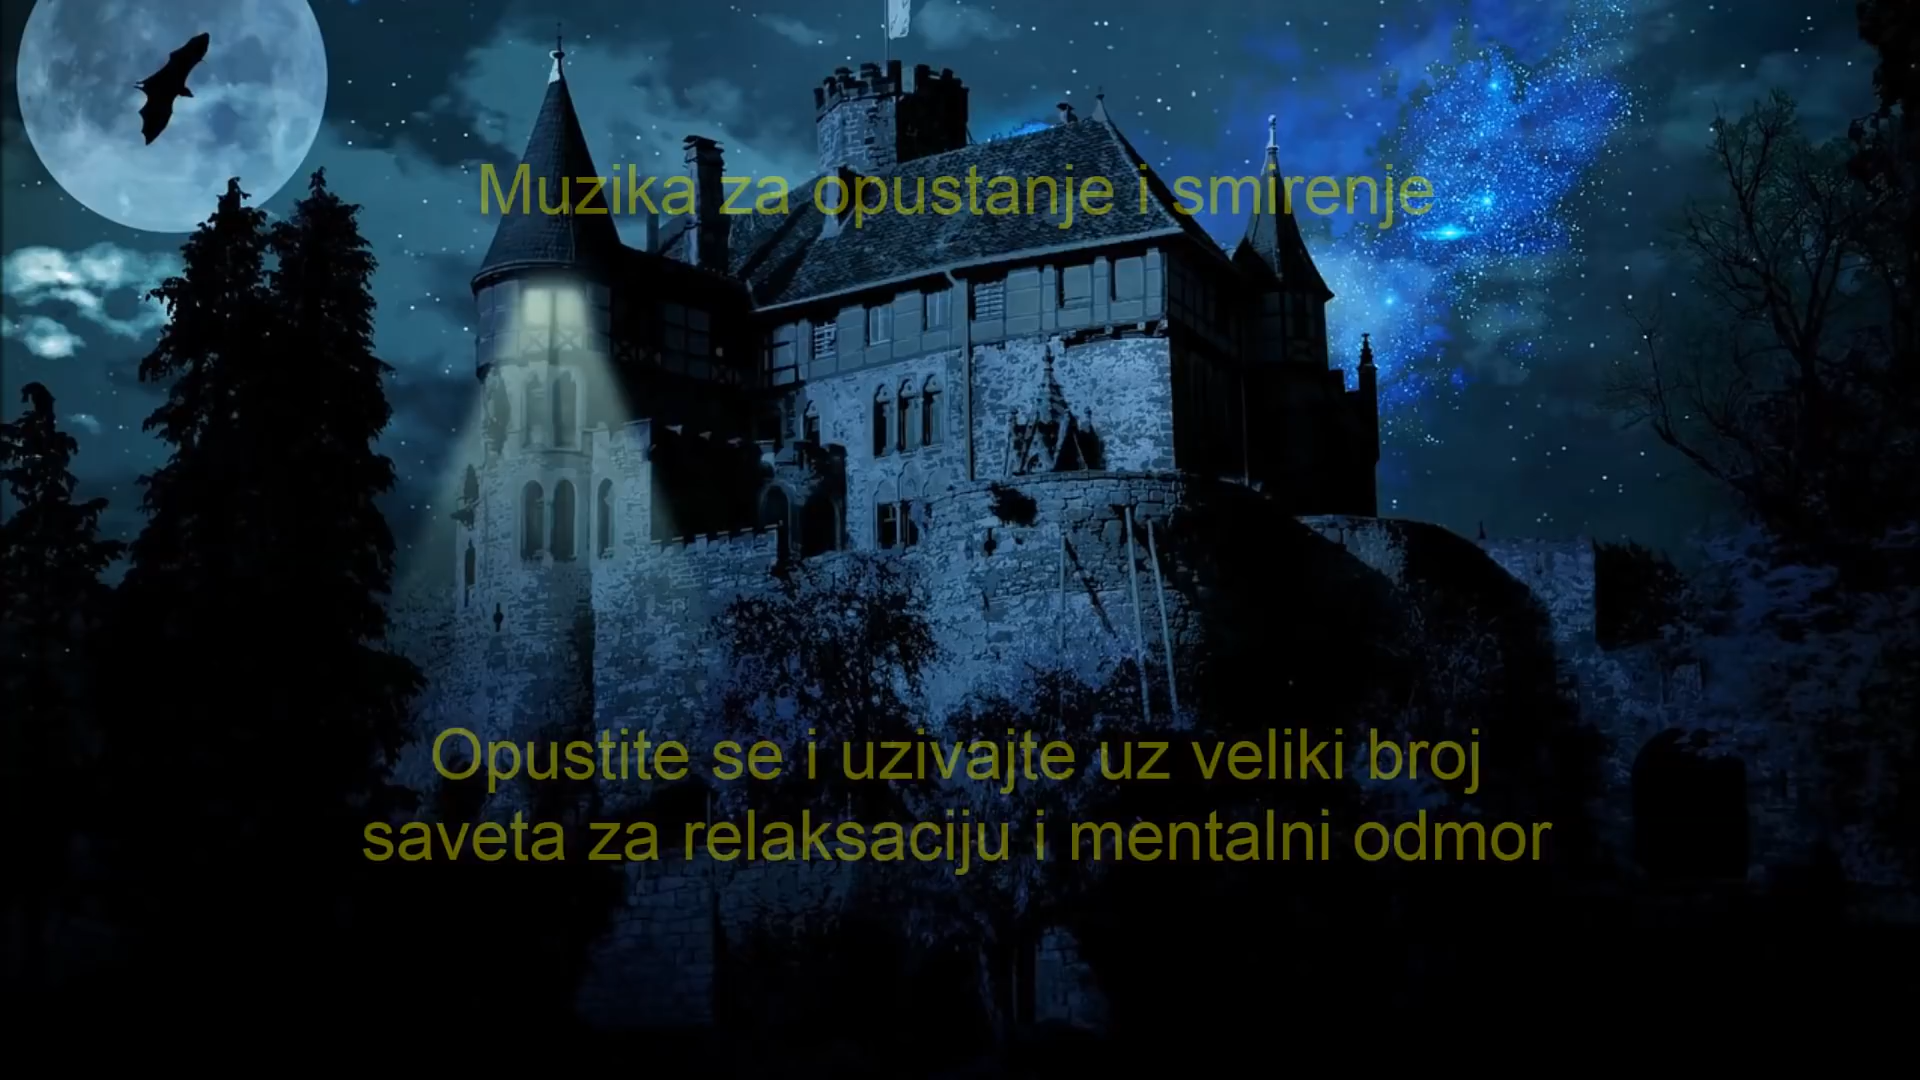 Muzika za opustanje i smirenje
Opustite se i uzivajte uz veliki broj
saveta za relaksaciju i mentalni odmor